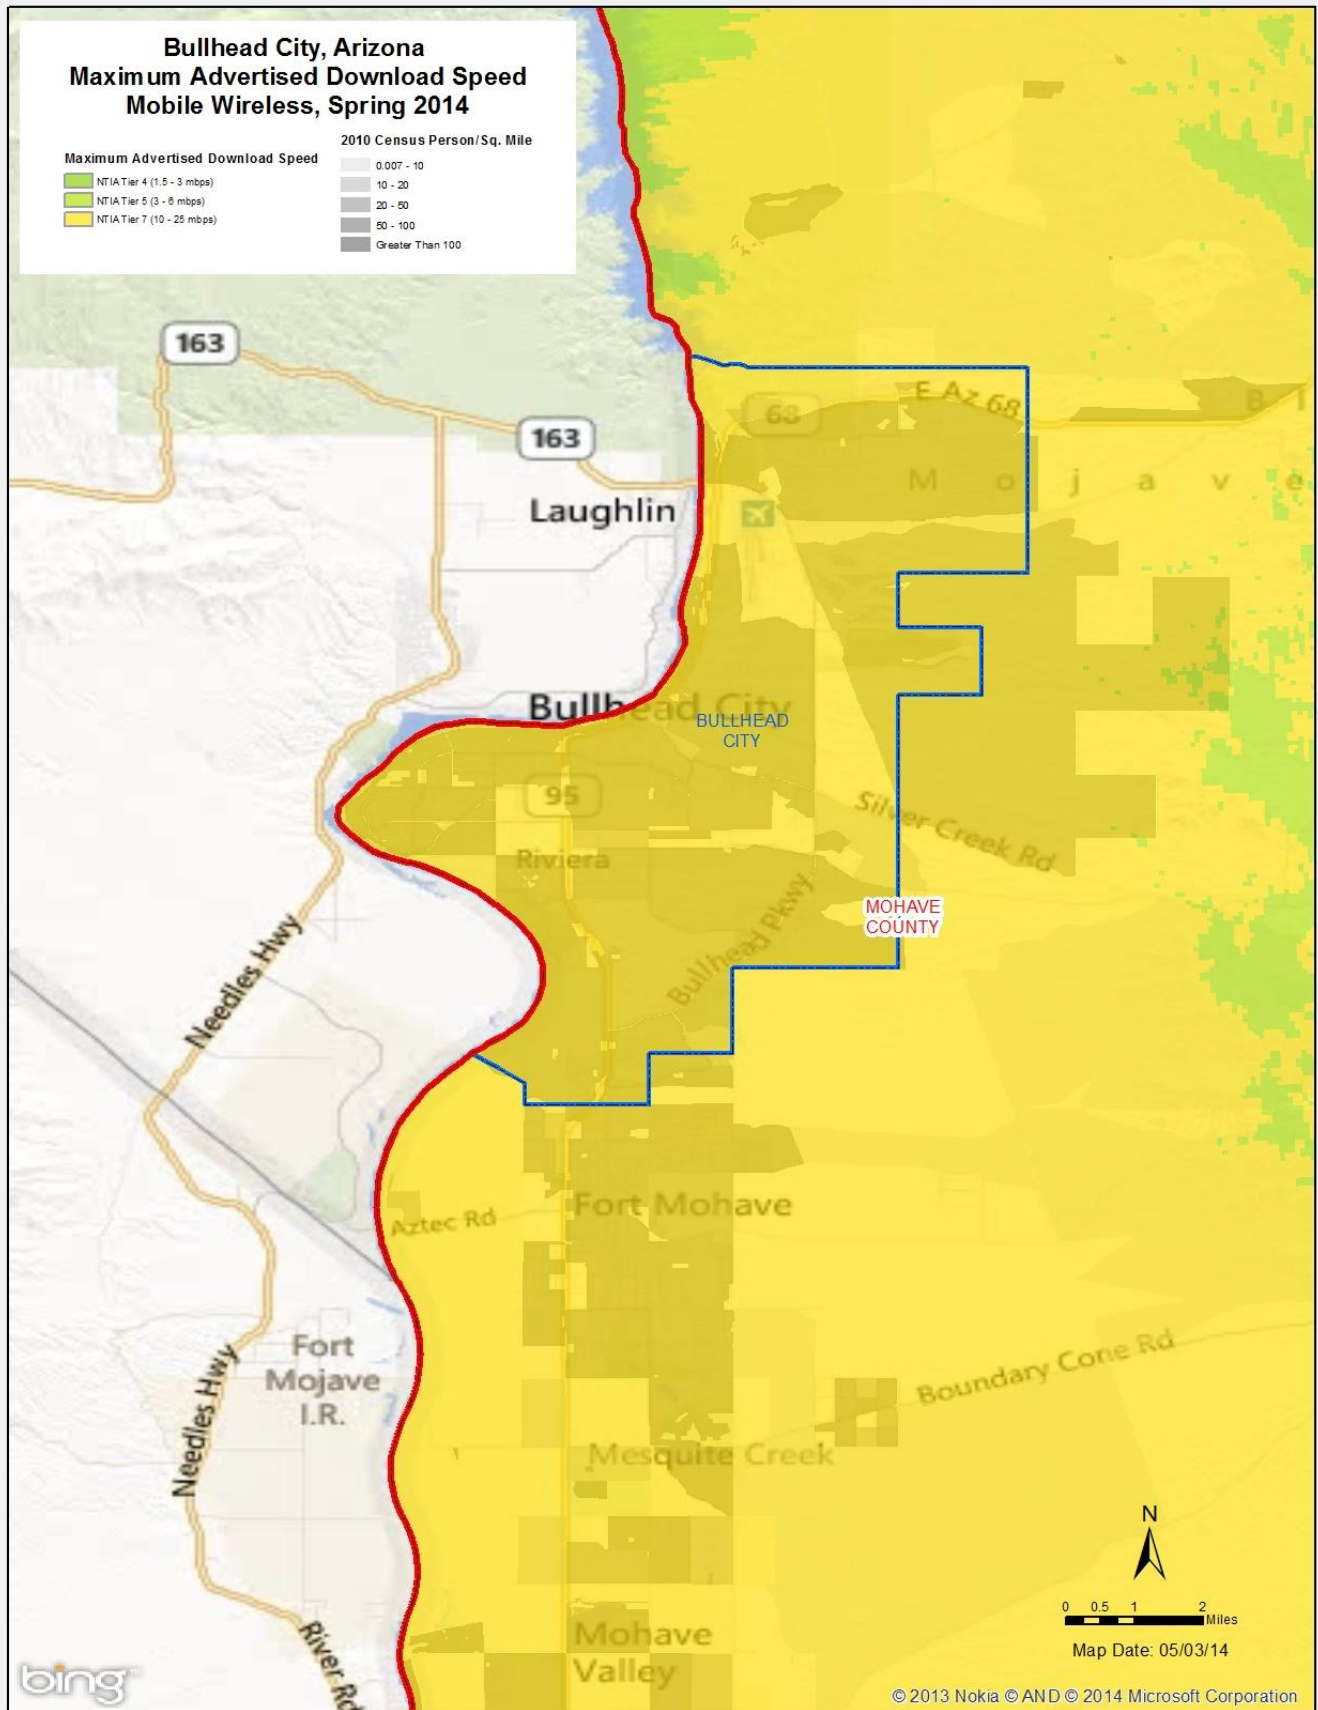 Bullhead City, Arizona
Maximum Advertised Download Speed
Mobile Wireless, Spring 2014
Maximum Advertised Download Speed
NTIA Tier 4 (1.5 - 3 mbps)
NTIA Tier 5 (3 - 6 mbps)
NTIA Tier 7 (10 - 25 mbps)
2010 Census Person/Sq. Mile
0.007 - 10
10 - 20
20 - 50
50 - 100
Greater Than 100
163
163
68
E Az 68
B l
M o j a v e
Laughlin
Bullhead City
BULLHEAD
CITY
95
Silver Creek Rd
Riviera
Bullhead Pkwy
MOHAVE
COUNTY
Needles Hwy
Aztec Rd
Fort Mohave
Fort
Mojave
I.R.
Needles Hwy
Boundary Cone Rd
Mesquite Creek
Mohave
Valley
River Rd
N
0 0.5 1 2
Miles
Map Date: 05/03/14
bing
© 2013 Nokia © AND © 2014 Microsoft Corporation